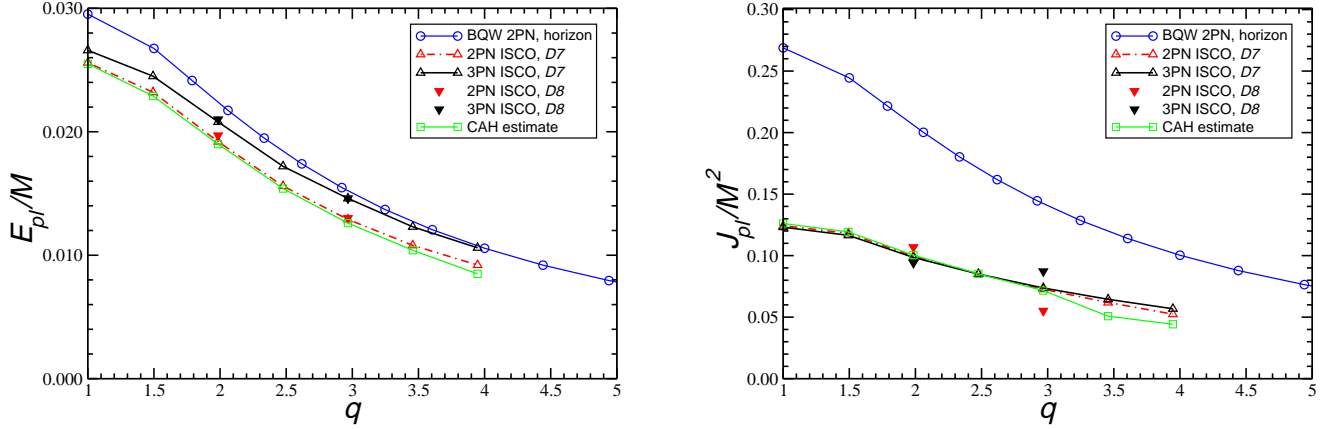 0.030
0.020
0.010
0.000
E_pl/M
1
1.5
2
2.5
3
3.5
4
4.5
5
q
BQW 2PN, horizon
2PN ISCO, D7
3PN ISCO, D7
2PN ISCO, D8
3PN ISCO, D8
CAH estimate
0.30
0.25
0.20
0.15
0.10
0.05
0.00
J_pl/M^2
1
1.5
2
2.5
3
3.5
4
4.5
5
q
BQW 2PN, horizon
2PN ISCO, D7
3PN ISCO, D7
2PN ISCO, D8
3PN ISCO, D8
CAH estimate